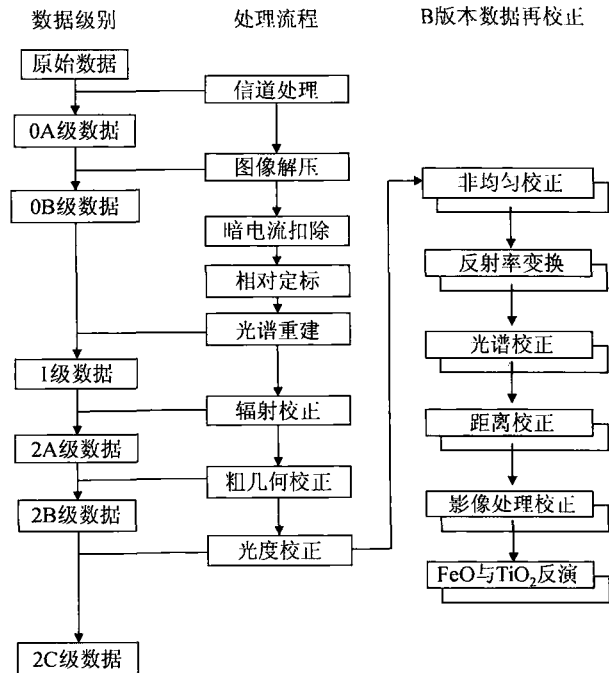 数据级别
处理流程
B版本数据再校正
原始数据
信道处理
0A级数据
图像解压
0B级数据
暗电流扣除
相对定标
光谱重建
1级数据
辐射校正
2A级数据
粗几何校正
2B级数据
光度校正
2C级数据
非均匀校正
反射率变换
光谱校正
距离校正
影像处理校正
FeO与TiO₂反演